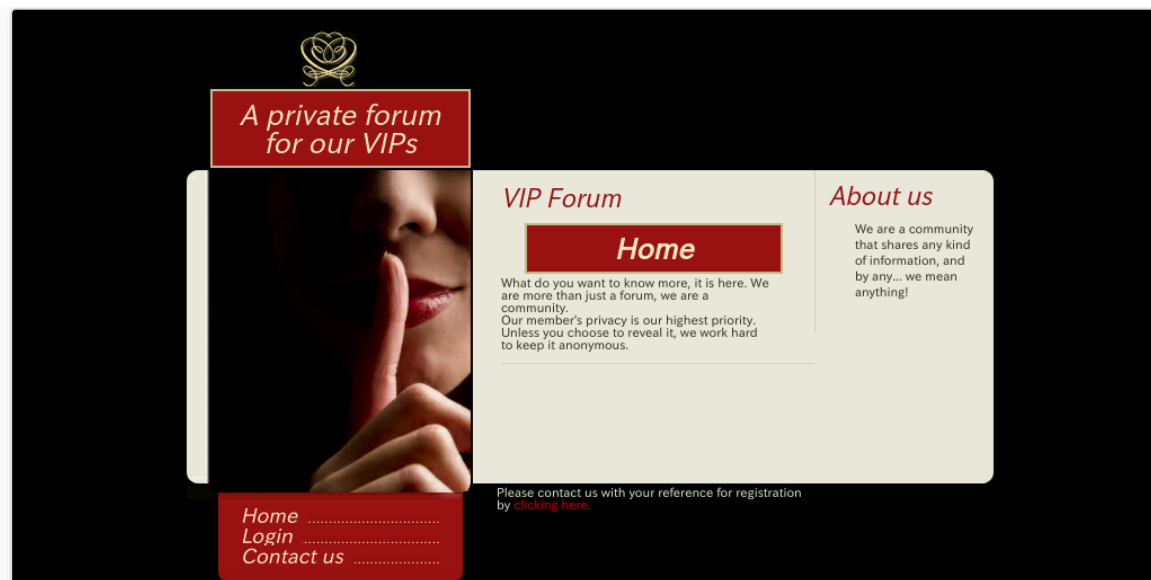 A private forum
for our VIPs
VIP Forum
Home
What do you want to know more, it is here. We
are more than just a forum, we are a
community.
Our member's privacy is our highest priority.
Unless you choose to reveal it, we work hard
to keep it anonymous.
About us
We are a community
that shares any kind
of information, and
by any... we mean
anything!
Please contact us with your reference for registration
by clicking here.
Home
Login
Contact us